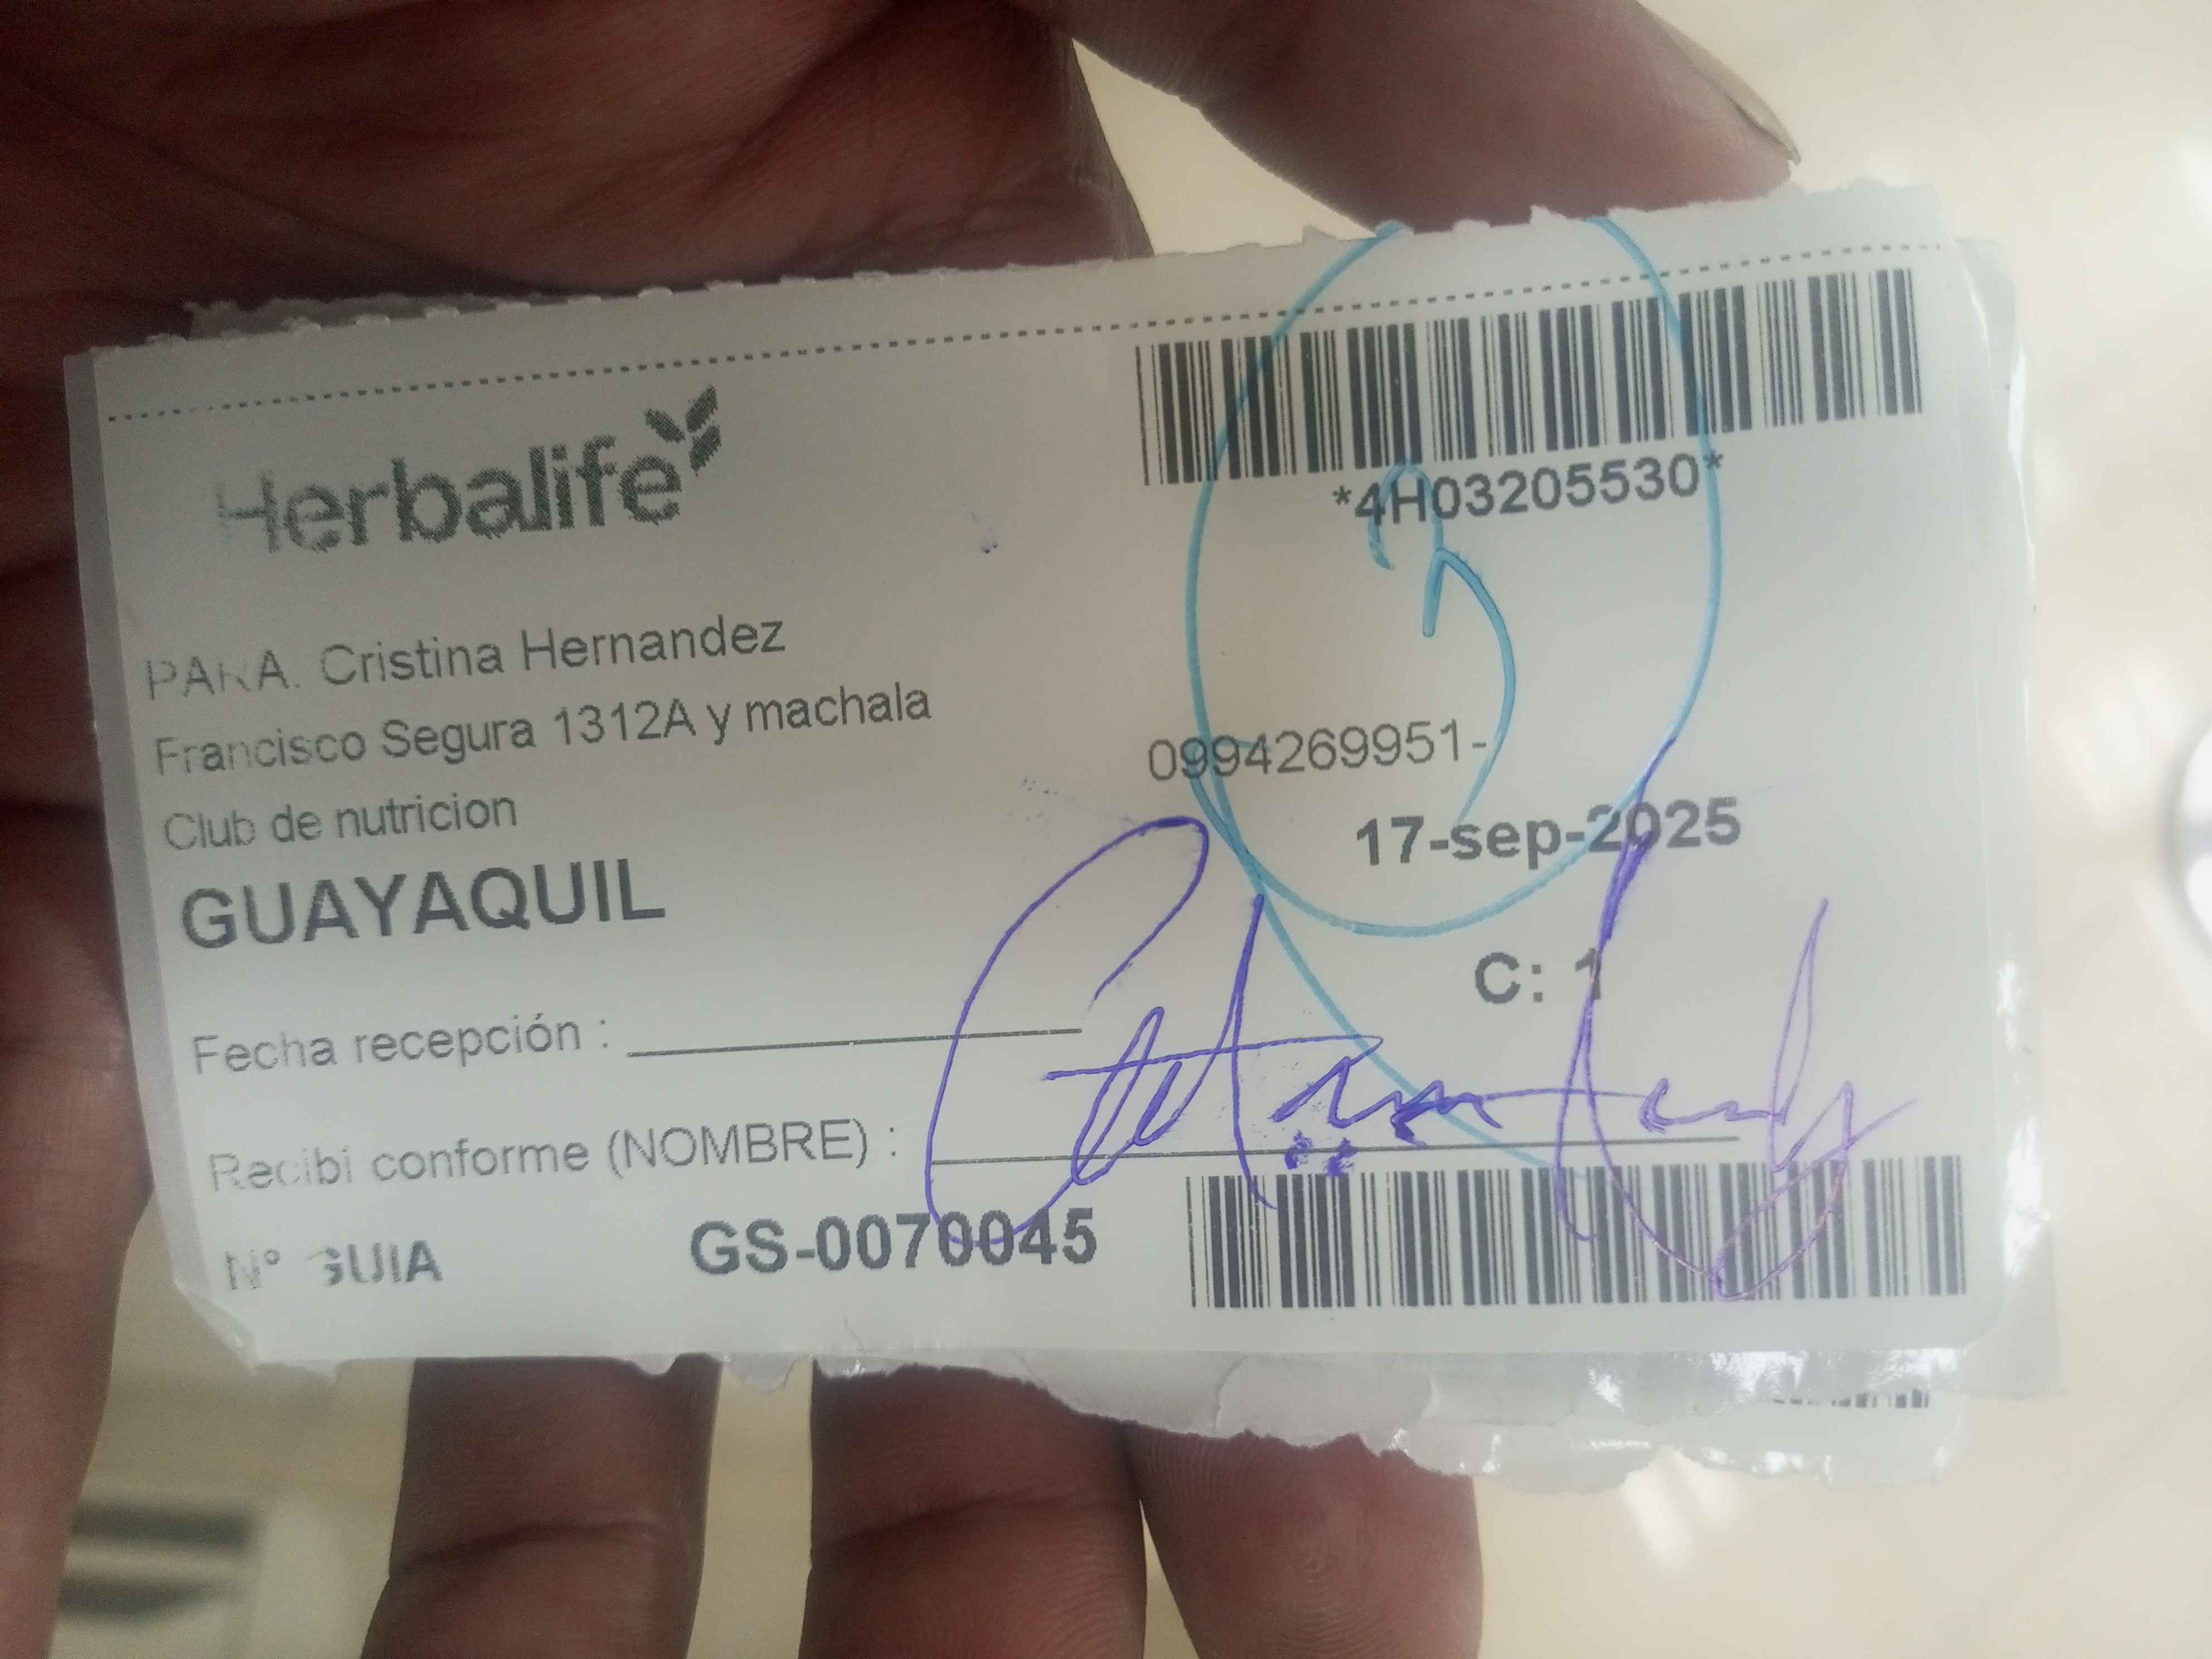 Herbalife
*4H03205530*
PARA. Cristina Hernandez
Francisco Segura 1312A y machala
0994269951-
Club de nutricion
17-sep-2025
GUAYAQUIL
C: 1
Fecha recepción :
Recibi conforme (NOMBRE) :
N° GUIA GS-0070045
3